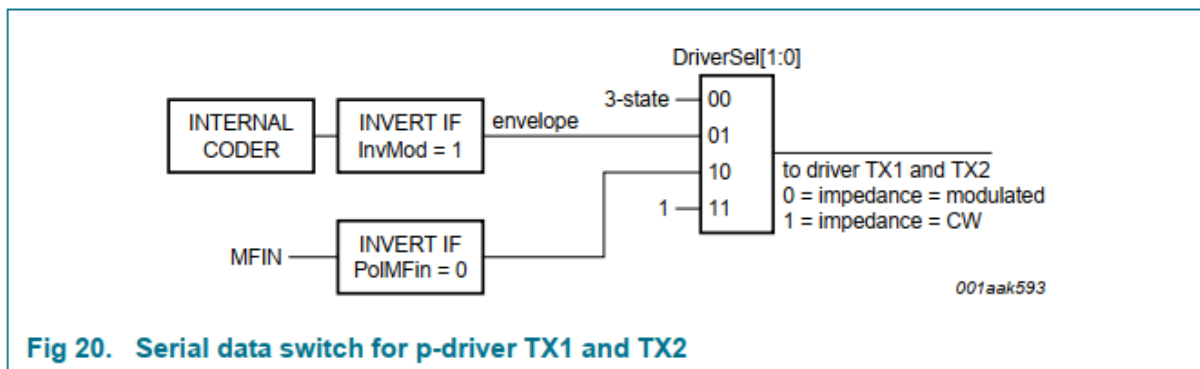 DriverSel[1:0]
3-state
00
INTERNAL
CODER
INVERT IF
InvMod = 1
envelope
01
10
1
11
to driver TX1 and TX2
0 = impedance = modulated
1 = impedance = CW
MFIN
INVERT IF
PolMFin = 0
001aak593
Fig 20. Serial data switch for p-driver TX1 and TX2